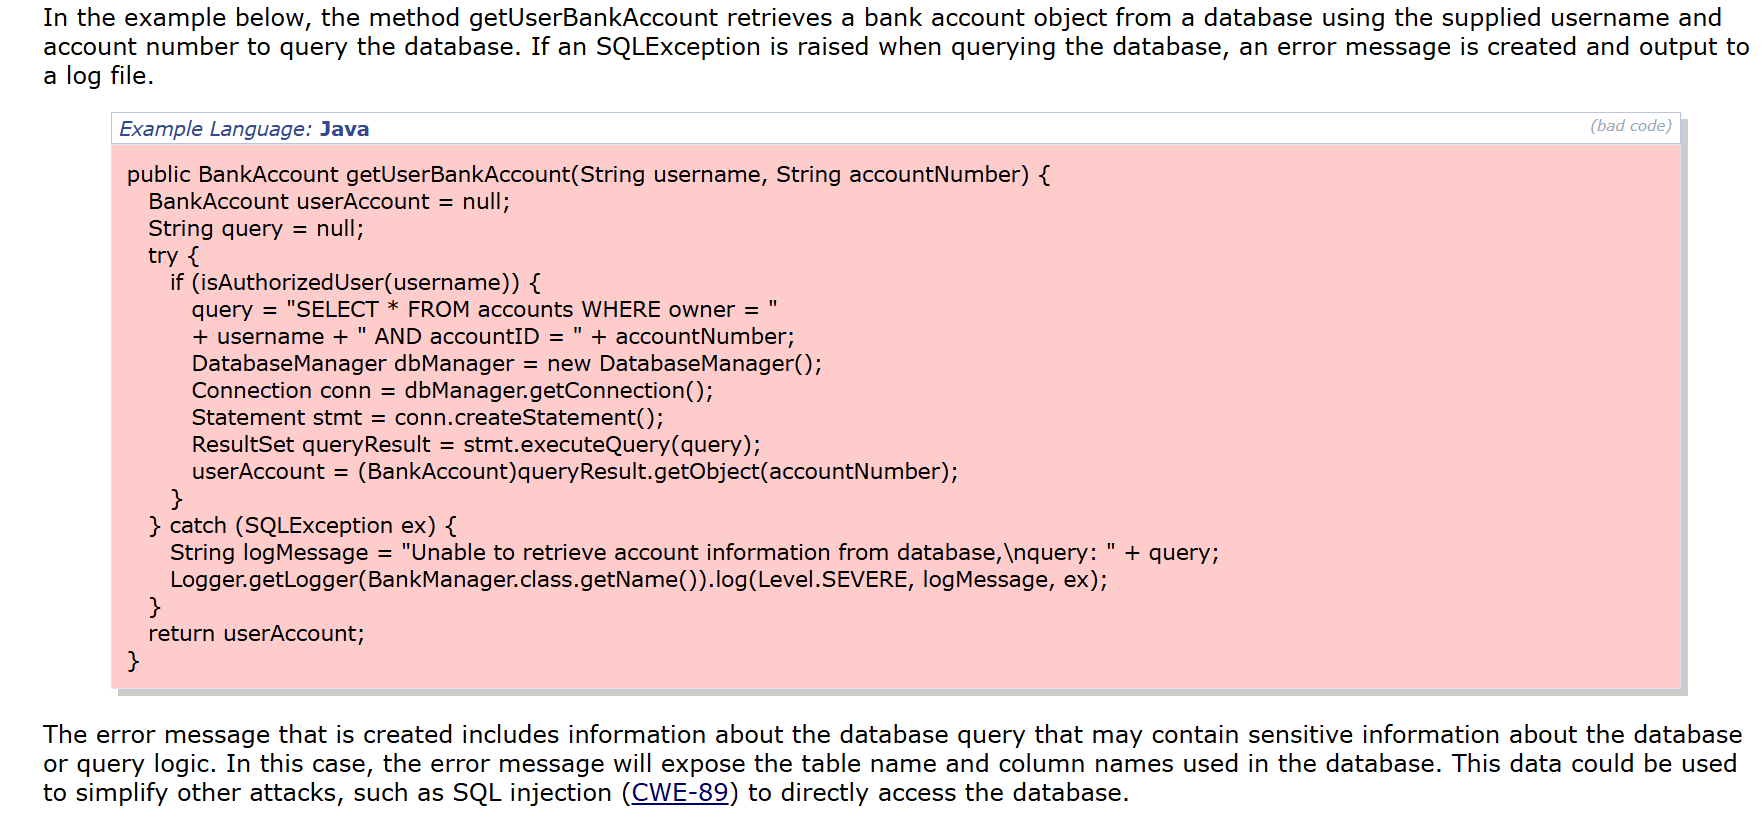 In the example below, the method getUserBankAccount retrieves a bank account object from a database using the supplied username and
account number to query the database. If an SQLException is raised when querying the database, an error message is created and output to
a log file.
Example Language: Java
(bad code)
public BankAccount getUserBankAccount(String username, String accountNumber) {
BankAccount userAccount = null;
String query = null;
try {
if (isAuthorizedUser(username)) {
query = "SELECT * FROM accounts WHERE owner = "
+ username + " AND accountID = " + accountNumber;
DatabaseManager dbManager = new DatabaseManager();
Connection conn = dbManager.getConnection();
Statement stmt = conn.createStatement();
ResultSet queryResult = stmt.executeQuery(query);
userAccount = (BankAccount)queryResult.getObject(accountNumber);
}
} catch (SQLException ex) {
String logMessage = "Unable to retrieve account information from database,\nquery: " + query;
Logger.getLogger(BankManager.class.getName()).log(Level.SEVERE, logMessage, ex);
}
return userAccount;
}
The error message that is created includes information about the database query that may contain sensitive information about the database
or query logic. In this case, the error message will expose the table name and column names used in the database. This data could be used
to simplify other attacks, such as SQL injection (CWE-89) to directly access the database.